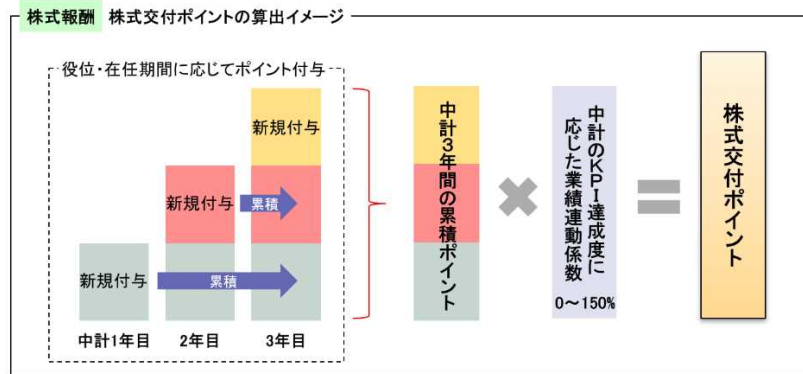 株式報酬 株式交付ポイントの算出イメージ
役位・在任期間に応じてポイント付与
新規付与
新規付与
累積
新規付与
累積
中計1年目
2年目
3年目
中計3年間の累積ポイント
中計のKPI達成度に
応じた業績連動係数
0~150%
株式交付ポイント